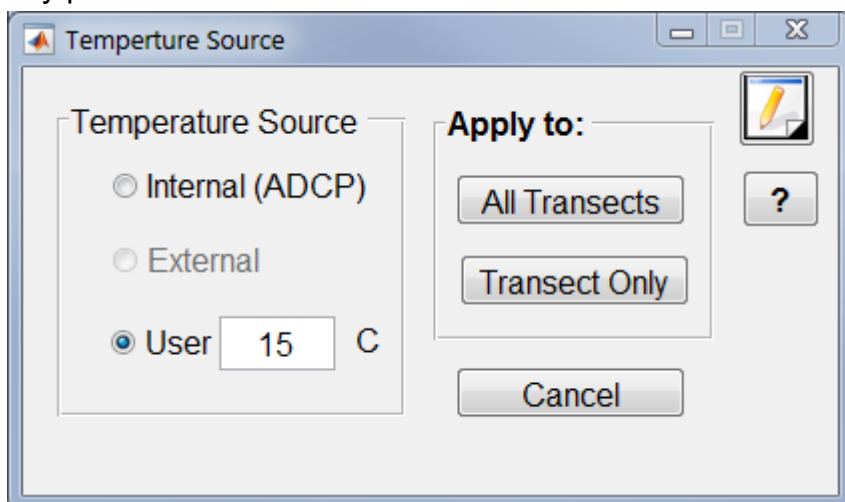 Temperture Source
Temperature Source
Internal (ADCP)
External
User 15 C
Apply to:
All Transects
Transect Only
Cancel
?